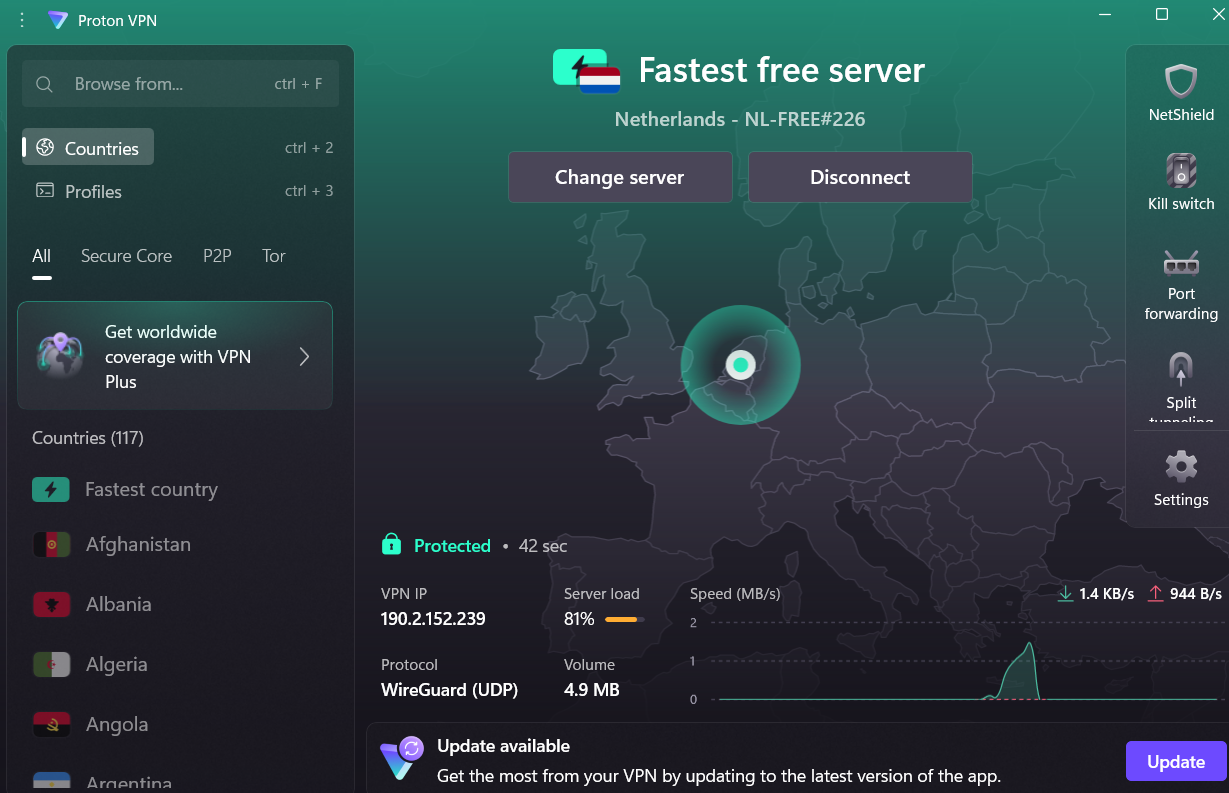 Proton VPN
Browse from...
ctrl + F
Countries
ctrl + 2
Profiles
ctrl + 3
All
Secure Core
P2P
Tor
Get worldwide
coverage with VPN
Plus
Countries (117)
Fastest country
Afghanistan
Albania
Algeria
Angola
Argentina
Fastest free server
Netherlands - NL-FREE#226
Change server
Disconnect
Protected • 42 sec
VPN IP
190.2.152.239
Server load
81%
Protocol
WireGuard (UDP)
Volume
4.9 MB
Speed (MB/s)
1.4 KB/s
944 B/s
2
1
0
Update available
Get the most from your VPN by updating to the latest version of the app.
Update
NetShield
Kill switch
Port
forwarding
Split
tunneling
Settings